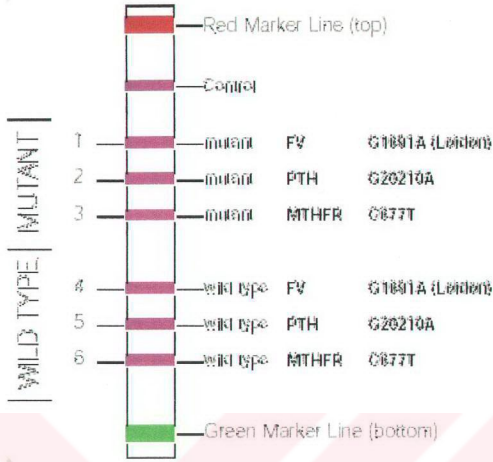 Red Marker Line (top)
Control
MUTANT
1 mutant FV G1691A (Leiden)
2 mutant PTH G20210A
3 mutant MTHFR C677T
WILD TYPE
4 wild type FV G1691A (Leiden)
5 wild type PTH G20210A
6 wild type MTHFR C677T
Green Marker Line (bottom)